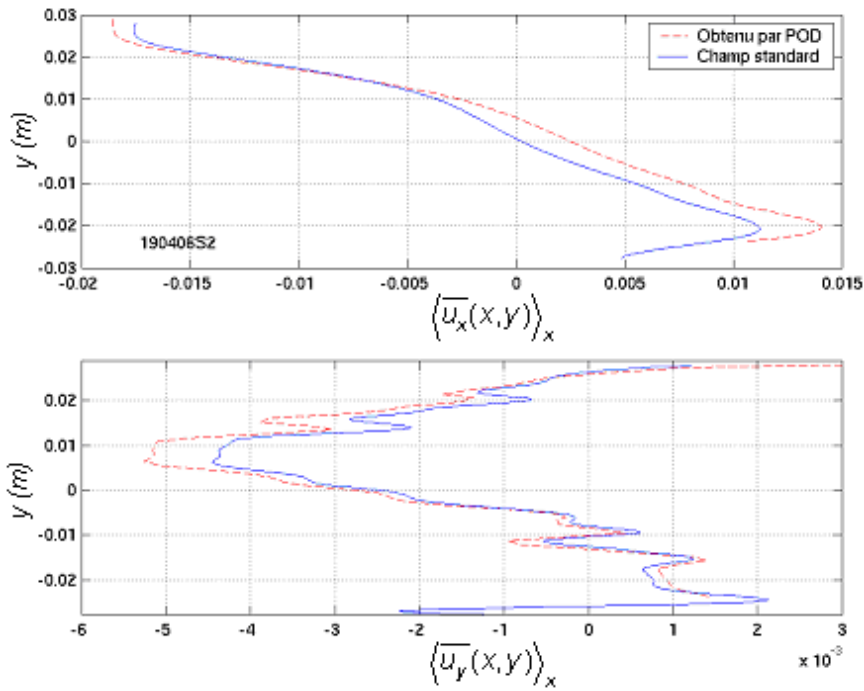 0.03
0.02
0.01
0
-0.01
-0.02
-0.03
y (m)
Obtenu par POD
Champ standard
190406S2
-0.02 -0.015 -0.01 -0.005 0 0.005 0.01 0.015
⟨u̅ₓ(x,y)⟩ₓ
0.02
0.01
0
-0.01
-0.02
y (m)
-6 -5 -4 -3 -2 -1 0 1 2 3
x 10⁻³
⟨u̅ᵧ(x,y)⟩ₓ